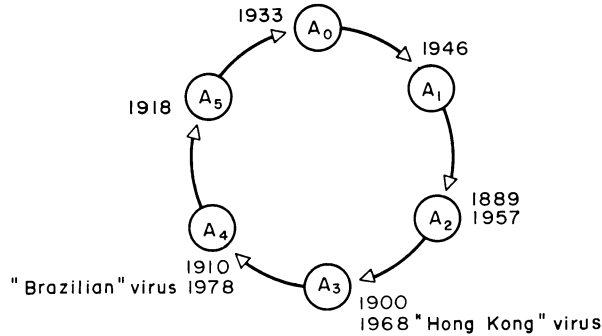 1933
A0
1946
A1
A5
1918
1889
1957
A2
A4
1910
"Brazilian" virus 1978
A3
1900
1968 "Hong Kong" virus